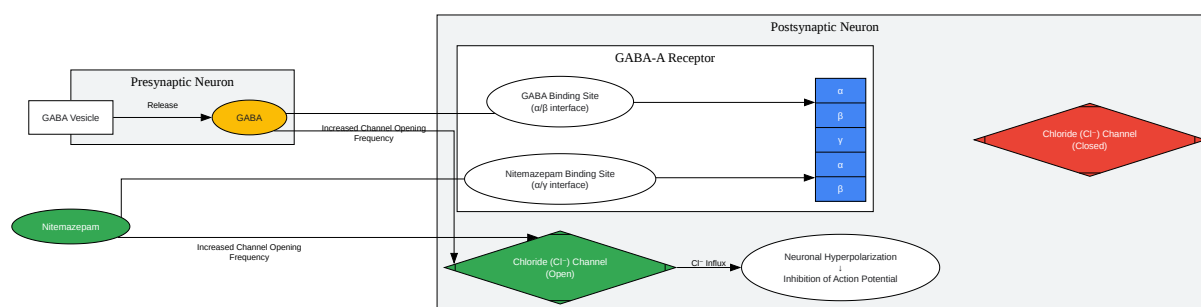 Postsynaptic Neuron
GABA-A Receptor
Presynaptic Neuron
GABA Vesicle
Release
GABA
GABA Binding Site
(α/β interface)
Increased Channel Opening
Frequency
Nitemazepam Binding Site
(α/γ interface)
α
β
γ
α
β
Chloride (Cl⁻) Channel
(Closed)
Nitemazepam
Increased Channel Opening
Frequency
Chloride (Cl⁻) Channel
(Open)
Cl⁻ Influx
Neuronal Hyperpolarization
↓
Inhibition of Action Potential